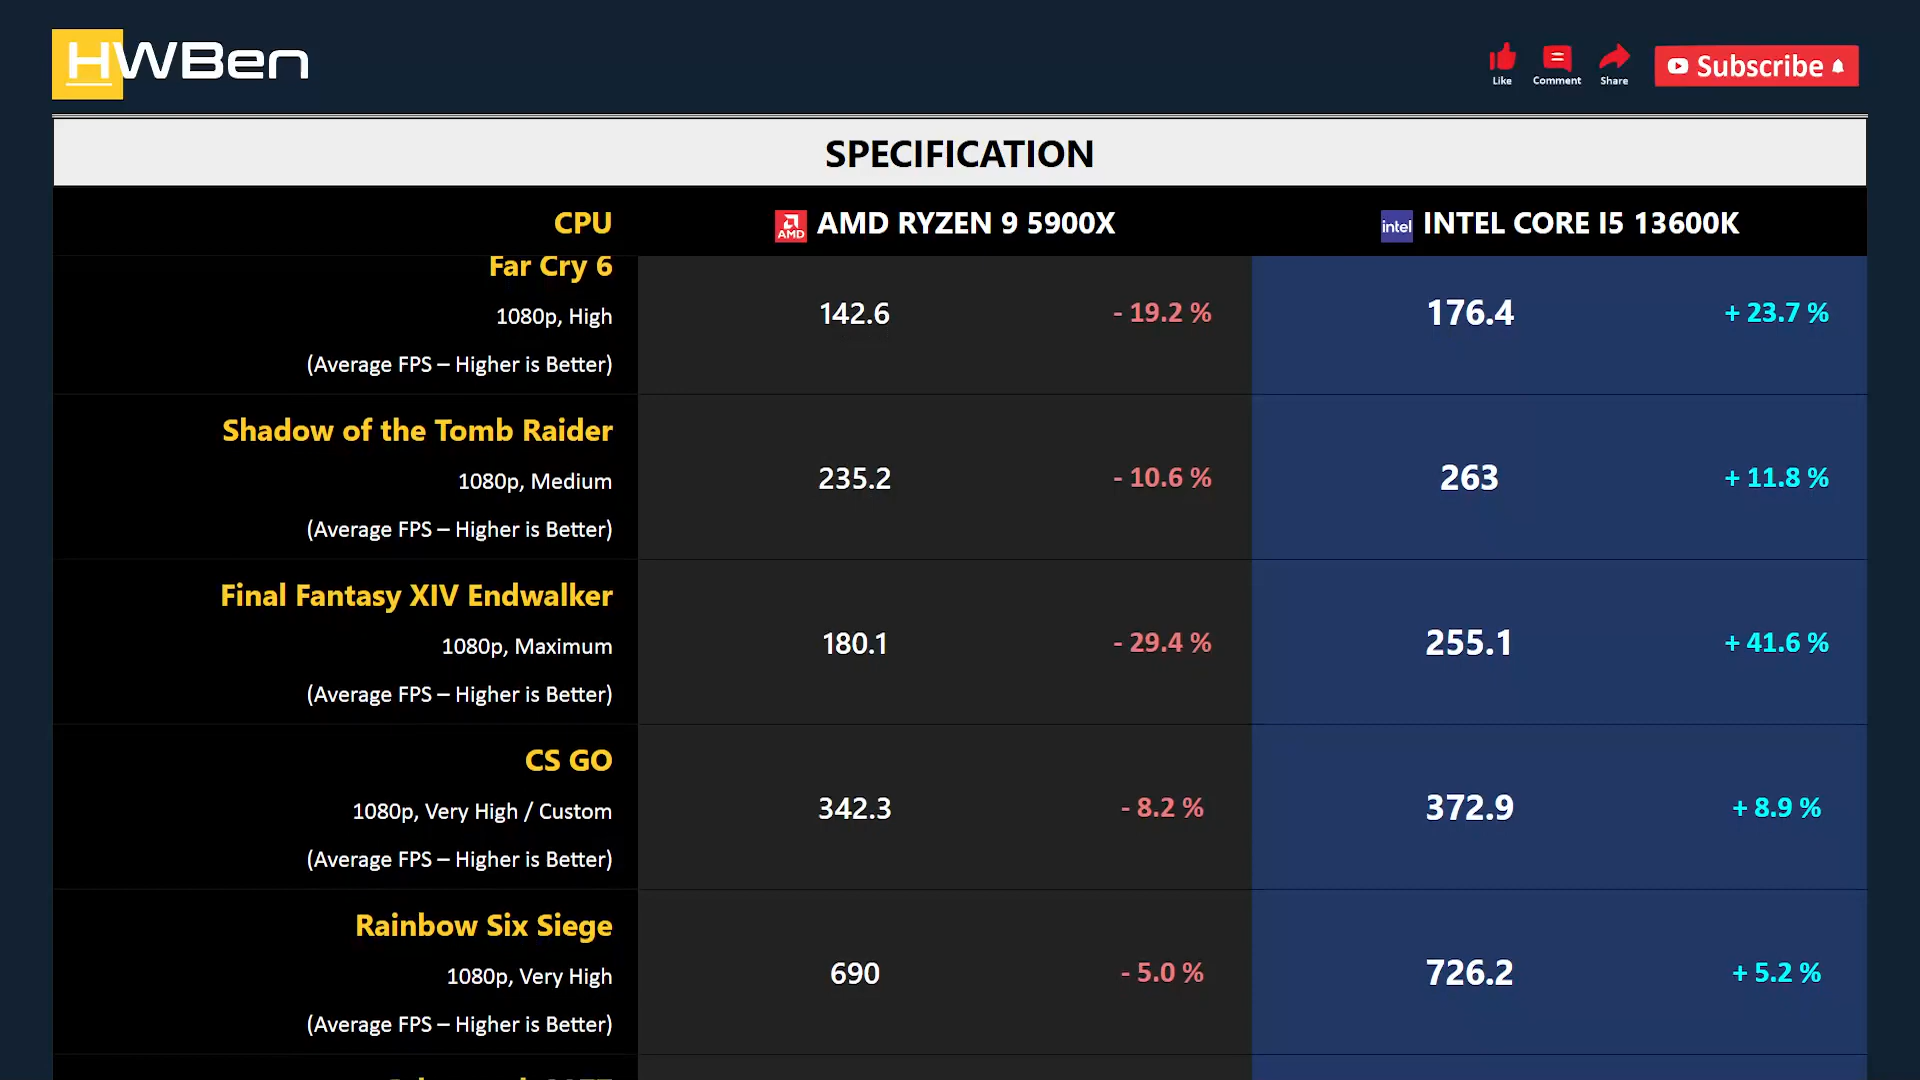 HWBen
Like
Comment
Share
Subscribe
SPECIFICATION
CPU
AMD
AMD RYZEN 9 5900X
intel
INTEL CORE I5 13600K
Far Cry 6
1080p, High
(Average FPS – Higher is Better)
142.6
- 19.2 %
176.4
+ 23.7 %
Shadow of the Tomb Raider
1080p, Medium
(Average FPS – Higher is Better)
235.2
- 10.6 %
263
+ 11.8 %
Final Fantasy XIV Endwalker
1080p, Maximum
(Average FPS – Higher is Better)
180.1
- 29.4 %
255.1
+ 41.6 %
CS GO
1080p, Very High / Custom
(Average FPS – Higher is Better)
342.3
- 8.2 %
372.9
+ 8.9 %
Rainbow Six Siege
1080p, Very High
(Average FPS – Higher is Better)
690
- 5.0 %
726.2
+ 5.2 %